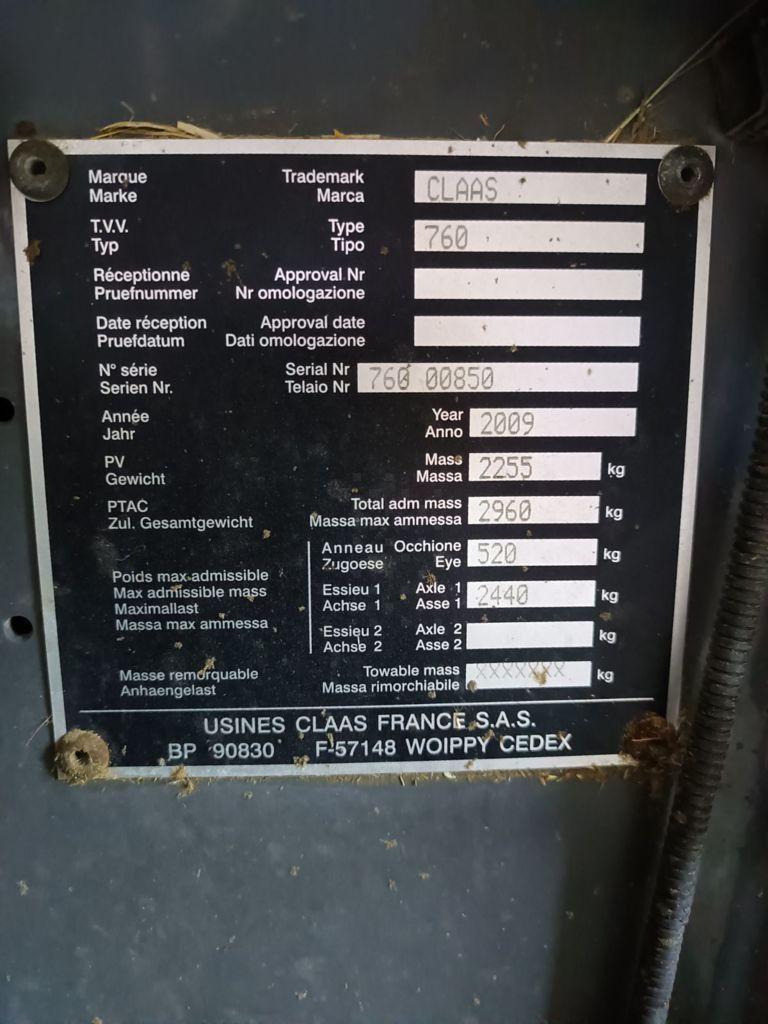 Marque Trademark CLAAS
Marke Marca
T.V.V. Type 760
Typ Tipo
Réceptionne Approval Nr
Pruefnummer Nr omologazione
Date réception Approval date
Pruefdatum Dati omologazione
N° série Serial Nr 760 00850
Serien Nr. Telaio Nr
Année Year 2009
Jahr Anno
PV Mass 2255 kg
Gewicht Massa
PTAC Total adm mass 2960 kg
Zul. Gesamtgewicht Massa max ammessa
Anneau Occhione 520 kg
Zugoese Eye
Poids max admissible
Max admissible mass
Maximallast
Massa max ammessa
Essieu 1 Axle 1 2440 kg
Achse 1 Asse 1
Essieu 2 Axle 2 kg
Achse 2 Asse 2
Masse remorquable Towable mass XXXXXXX kg
Anhaengelast Massa rimorchiabile
USINES CLAAS FRANCE S.A.S.
BP 90830 F-57148 WOIPPY CEDEX